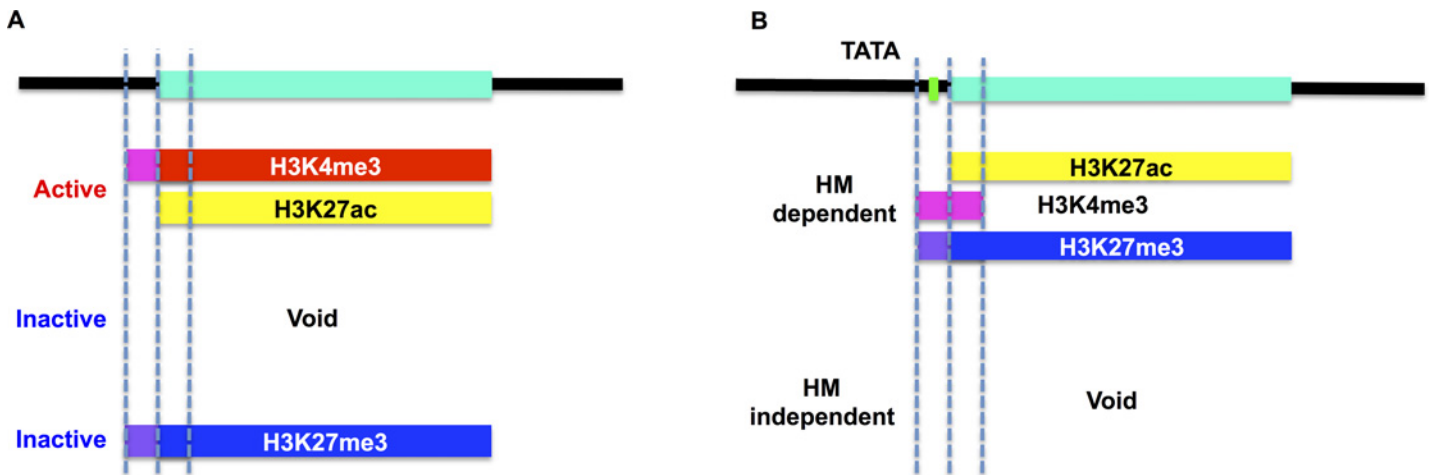 A
Active
H3K4me3
H3K27ac
Inactive
Void
Inactive
H3K27me3
B
TATA
HM
dependent
H3K27ac
H3K4me3
H3K27me3
HM
independent
Void